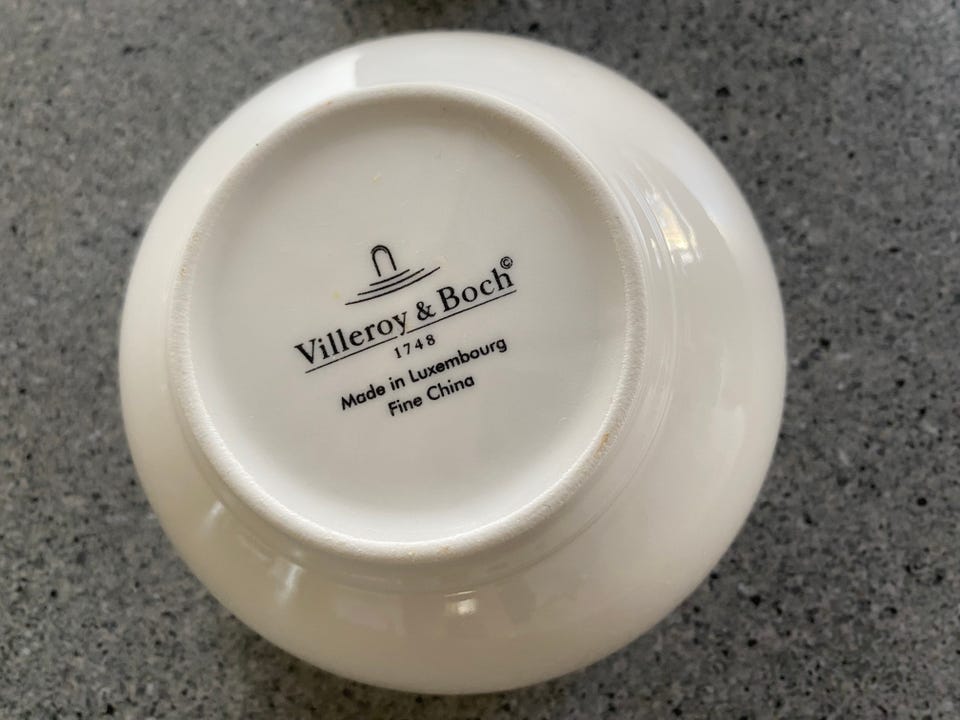 Villeroy & Boch©
1748
Made in Luxembourg
Fine China